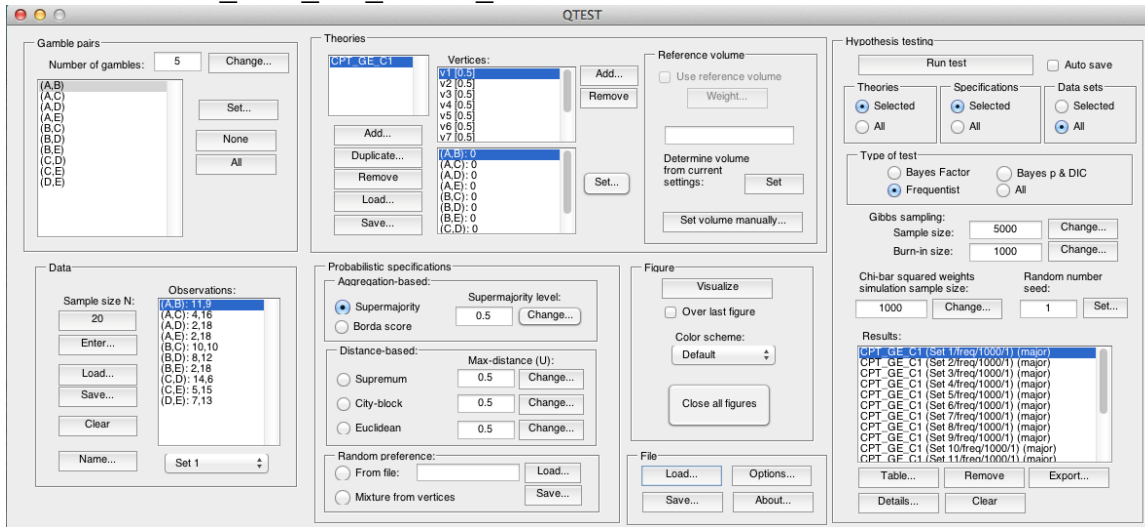 QTEST
Gamble pairs
Number of gambles: 5 Change...
(A,B)
(A,C)
(A,D)
(A,E)
(B,C)
(B,D)
(B,E)
(C,D)
(C,E)
(D,E)
Set...
None
All
Theories
CPT_GE_C1
Add...
Duplicate...
Remove
Load...
Save...
Vertices:
v1 [0.5]
v2 [0.5]
v3 [0.5]
v4 [0.5]
v5 [0.5]
v6 [0.5]
v7 [0.5]
Add...
Remove
(A,B): 0
(A,C): 0
(A,D): 0
(A,E): 0
(B,C): 0
(B,D): 0
(B,E): 0
(C,D): 0
Set...
Reference volume
Use reference volume
Weight...
Determine volume
from current
settings: Set
Set volume manually...
Hypothesis testing
Run test
Auto save
Theories
Selected
All
Specifications
Selected
All
Data sets
Selected
All
Type of test
Bayes Factor
Bayes p & DIC
Frequentist
All
Gibbs sampling:
Sample size: 5000 Change...
Burn-in size: 1000 Change...
Chi-bar squared weights
simulation sample size:
1000 Change...
Random number
seed:
1 Set...
Results:
CPT_GE_C1 (Set 1/freq/1000/1) (major)
CPT_GE_C1 (Set 2/freq/1000/1) (major)
CPT_GE_C1 (Set 3/freq/1000/1) (major)
CPT_GE_C1 (Set 4/freq/1000/1) (major)
CPT_GE_C1 (Set 5/freq/1000/1) (major)
CPT_GE_C1 (Set 6/freq/1000/1) (major)
CPT_GE_C1 (Set 7/freq/1000/1) (major)
CPT_GE_C1 (Set 8/freq/1000/1) (major)
CPT_GE_C1 (Set 9/freq/1000/1) (major)
CPT_GE_C1 (Set 10/freq/1000/1) (major)
CPT_GE_C1 (Set 11/freq/1000/1) (major)
Table... Remove Export...
Details... Clear
Data
Sample size N:
20
Enter...
Load...
Save...
Clear
Name...
Observations:
(A,B): 11,9
(A,C): 4,16
(A,D): 2,18
(A,E): 2,18
(B,C): 10,10
(B,D): 8,12
(B,E): 2,18
(C,D): 14,6
(C,E): 5,15
(D,E): 7,13
Set 1
Probabilistic specifications
Aggregation-based:
Supermajority
Borda score
Supermajority level:
0.5 Change...
Distance-based:
Max-distance (U):
Supremum 0.5 Change...
City-block 0.5 Change...
Euclidean 0.5 Change...
Random preference:
From file: Load...
Mixture from vertices Save...
Figure
Visualize
Over last figure
Color scheme:
Default
Close all figures
File
Load... Options...
Save... About...